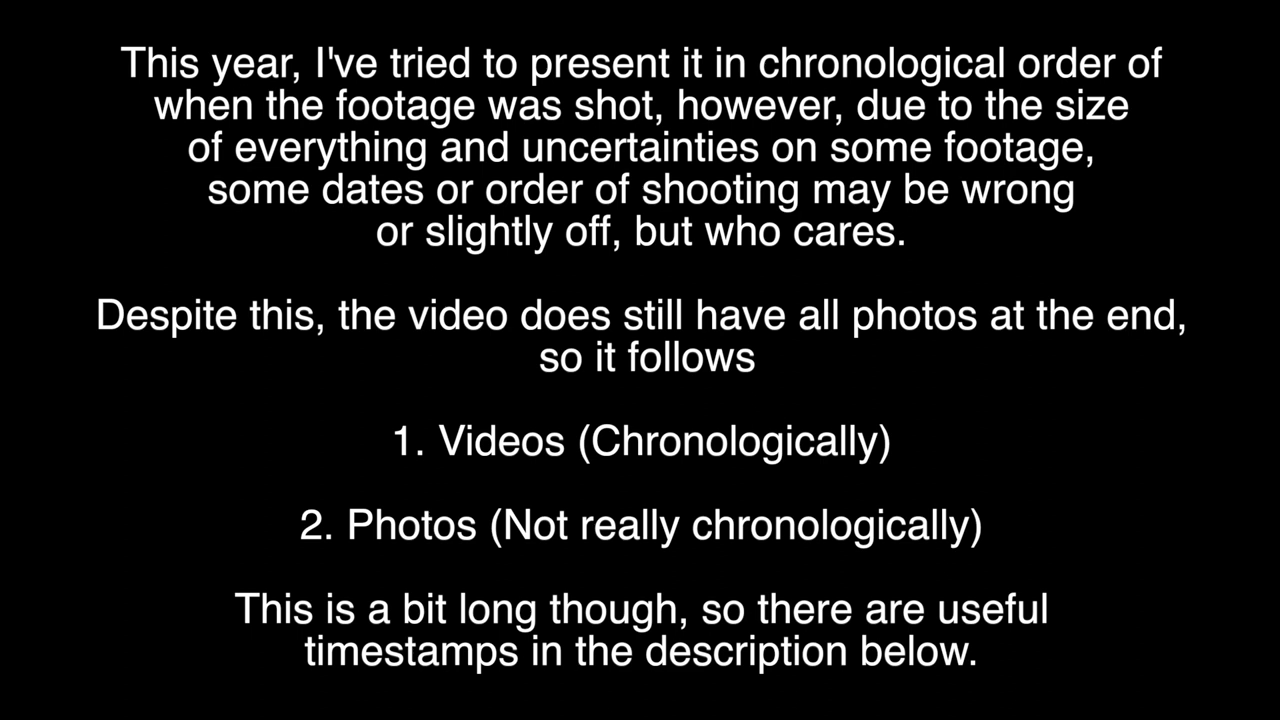 This year, I've tried to present it in chronological order of
when the footage was shot, however, due to the size
of everything and uncertainties on some footage,
some dates or order of shooting may be wrong
or slightly off, but who cares.
Despite this, the video does still have all photos at the end,
so it follows
1. Videos (Chronologically)
2. Photos (Not really chronologically)
This is a bit long though, so there are useful
timestamps in the description below.